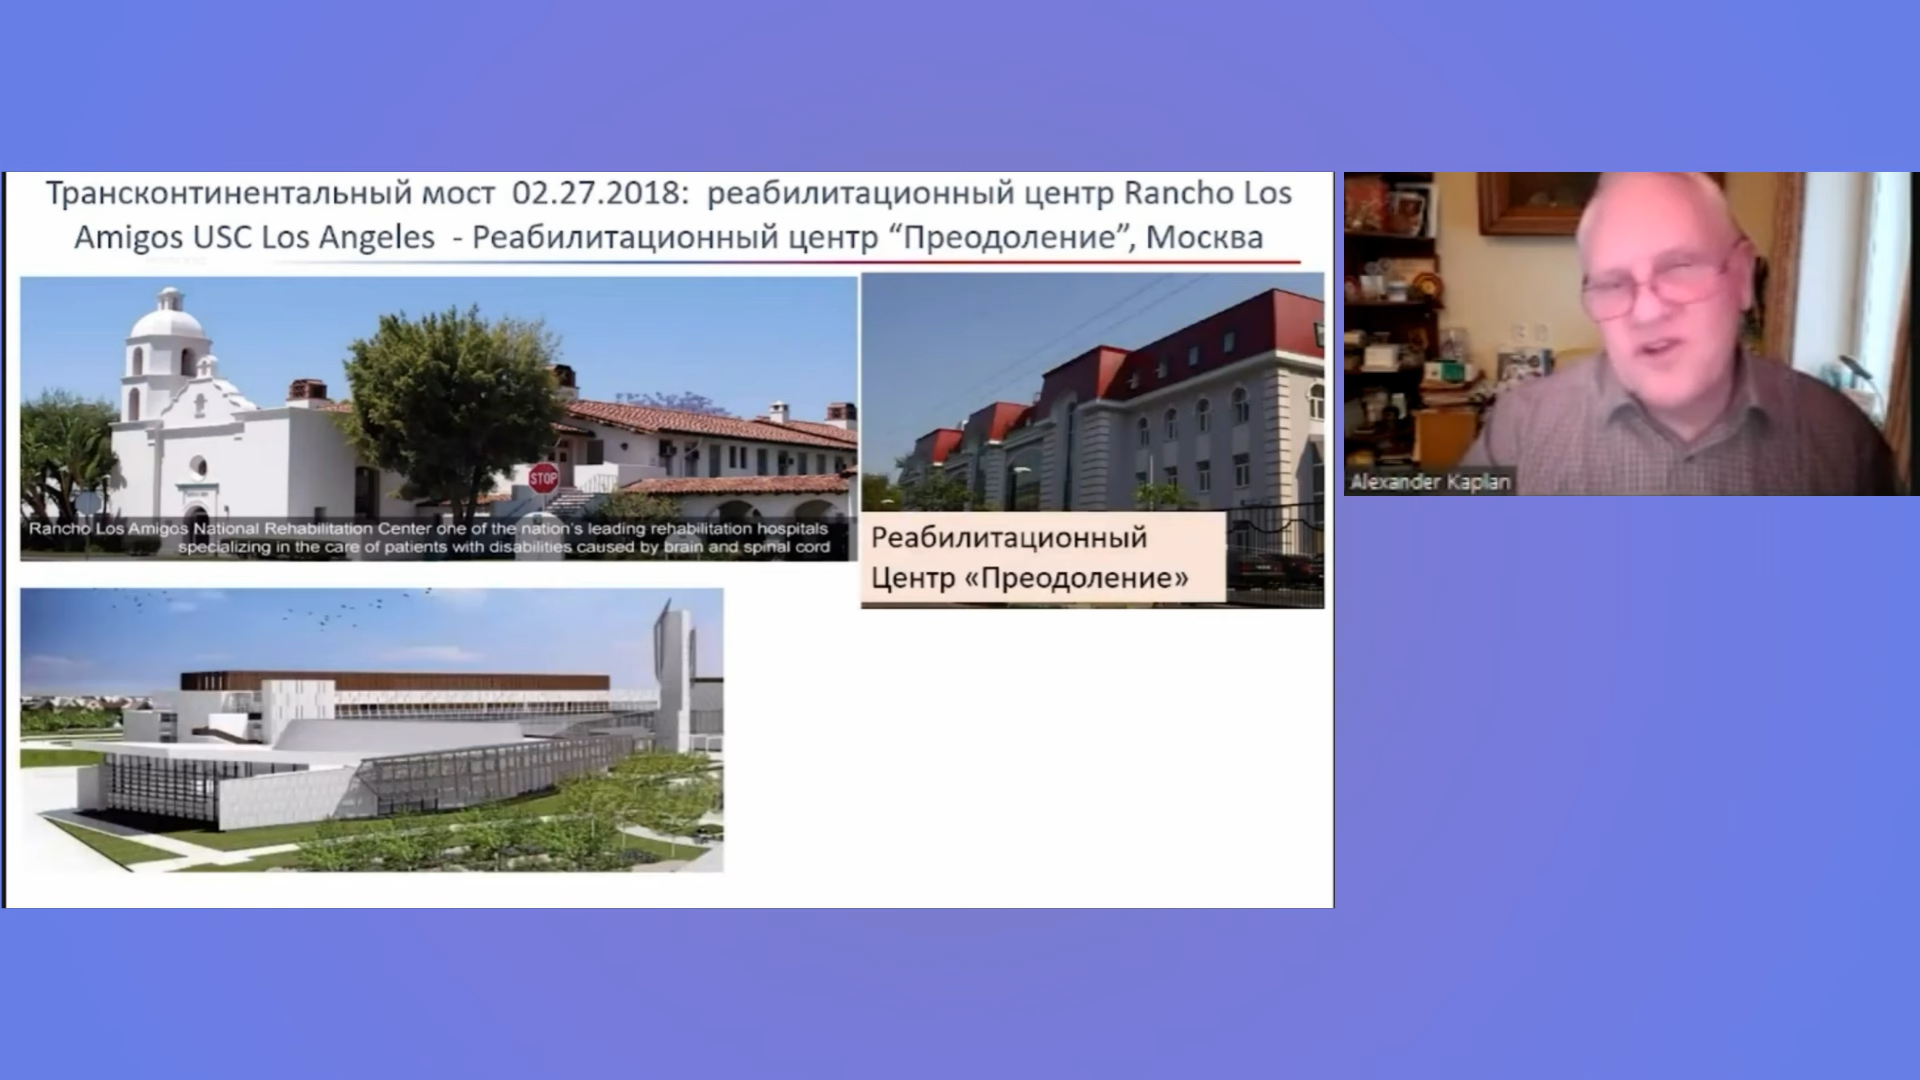 Трансконтинентальный мост 02.27.2018: реабилитационный центр Rancho Los
Amigos USC Los Angeles - Реабилитационный центр “Преодоление”, Москва
STOP
Rancho Los Amigos National Rehabilitation Center one of the nation's leading rehabilitation hospitals
specializing in the care of patients with disabilities caused by brain and spinal cord
Реабилитационный
Центр «Преодоление»
Alexander Kaplan